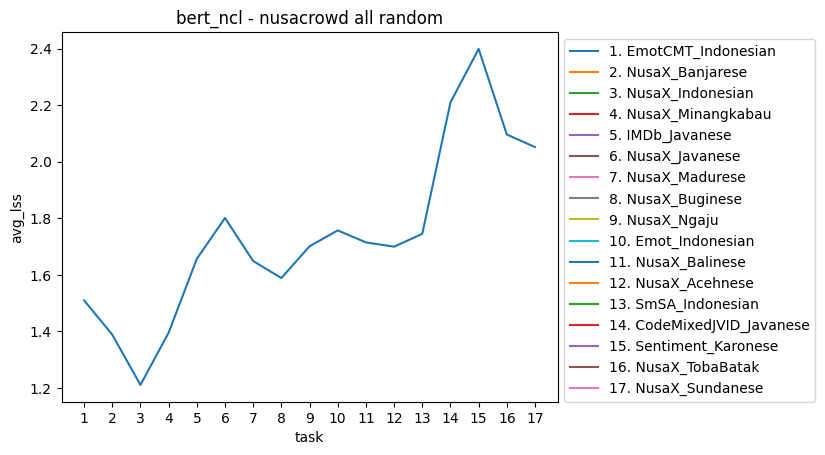 bert_ncl - nusacrowd all random
2.4
2.2
2.0
1.8
1.6
1.4
1.2
avg_lss
1 2 3 4 5 6 7 8 9 10 11 12 13 14 15 16 17
task
1. EmotCMT_Indonesian
2. NusaX_Banjarese
3. NusaX_Indonesian
4. NusaX_Minangkabau
5. IMDb_Javanese
6. NusaX_Javanese
7. NusaX_Madurese
8. NusaX_Buginese
9. NusaX_Ngaju
10. Emot_Indonesian
11. NusaX_Balinese
12. NusaX_Acehnese
13. SmSA_Indonesian
14. CodeMixedJVID_Javanese
15. Sentiment_Karonese
16. NusaX_TobaBatak
17. NusaX_Sundanese